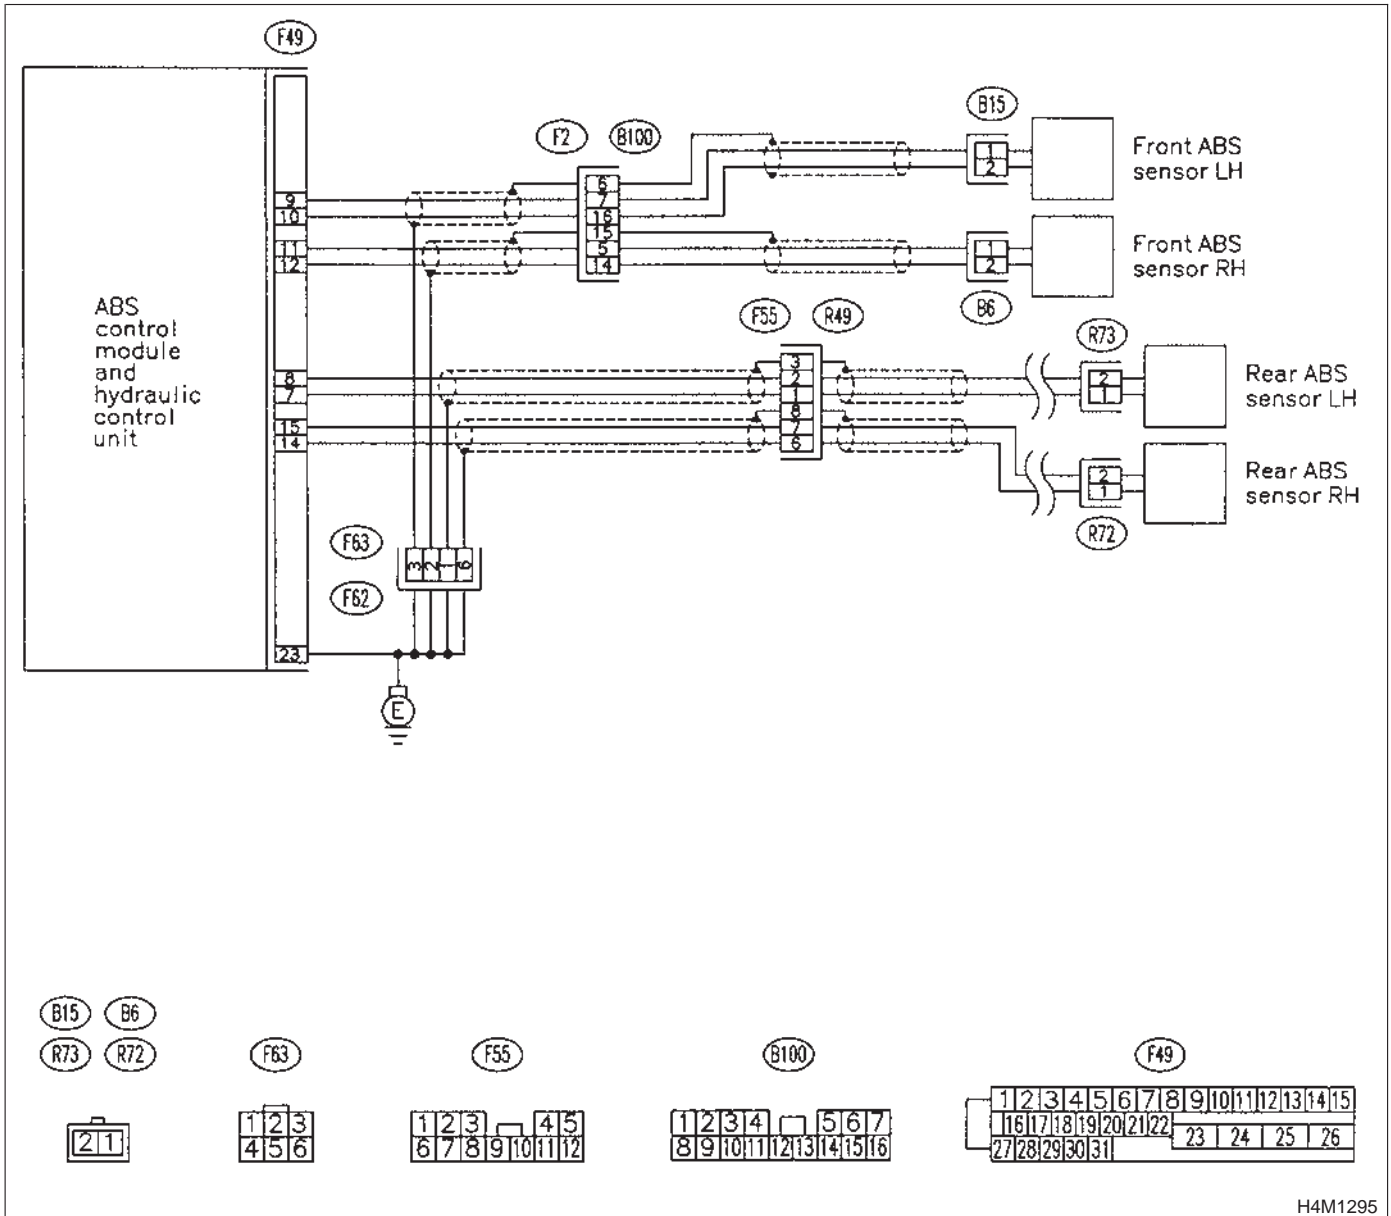 F49
B15
F2
B100
Front ABS
sensor LH
1
2
6
7
16
15
5
14
9
10
11
12
Front ABS
sensor RH
1
2
B6
ABS
control
module
and
hydraulic
control
unit
F55
R49
R73
3
2
1
8
7
6
8
7
15
14
2
1
Rear ABS
sensor LH
2
1
Rear ABS
sensor RH
R72
F63
3 2 1 6
F62
23
E
B15 B6
R73 R72
F63
F55
B100
F49
2 1
1 2 3
4 5 6
1 2 3 4 5
6 7 8 9 10 11 12
1 2 3 4 5 6 7
8 9 10 11 12 13 14 15 16
1 2 3 4 5 6 7 8 9 10 11 12 13 14 15
16 17 18 19 20 21 22 23 24 25 26
27 28 29 30 31
H4M1295